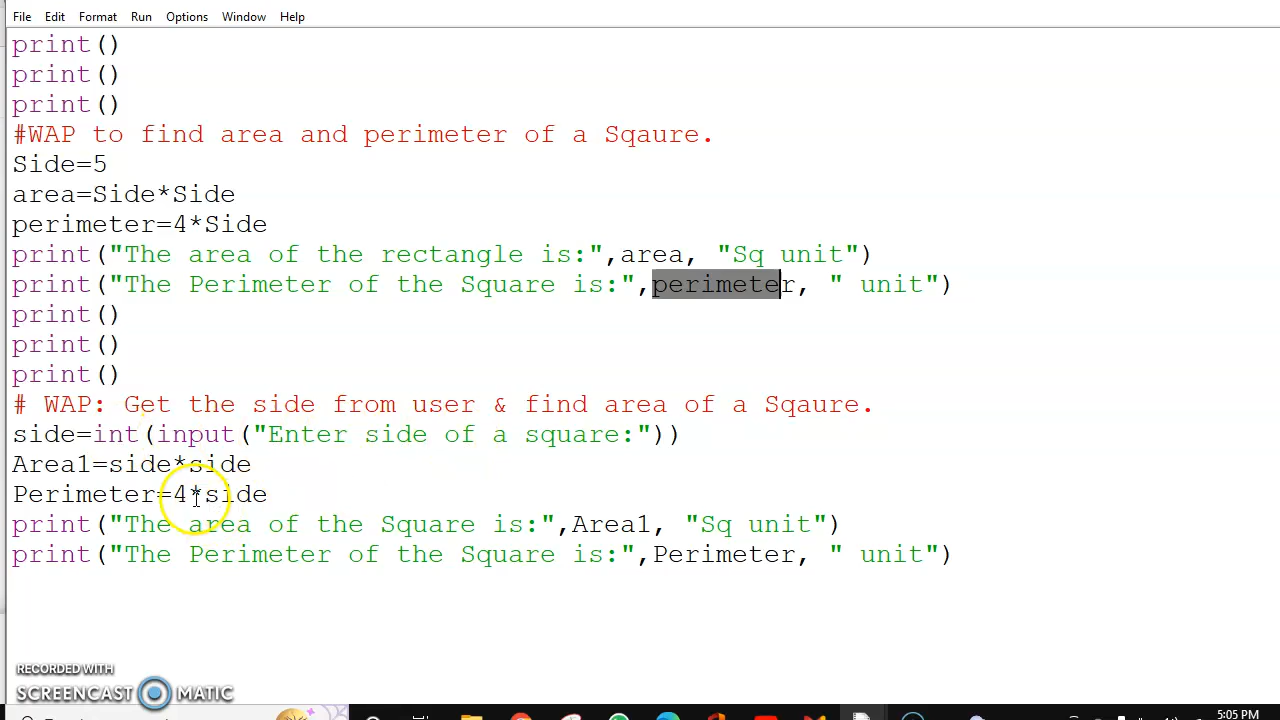 File Edit Format Run Options Window Help
print()
print()
print()
#WAP to find area and perimeter of a Sqaure.
Side=5
area=Side*Side
perimeter=4*Side
print("The area of the rectangle is:",area, "Sq unit")
print("The Perimeter of the Square is:",perimeter, " unit")
print()
print()
print()
# WAP: Get the side from user & find area of a Sqaure.
side=int(input("Enter side of a square:"))
Area1=side*side
Perimeter=4*side
print("The area of the Square is:",Area1, "Sq unit")
print("The Perimeter of the Square is:",Perimeter, " unit")
RECORDED WITH
SCREENCAST MATIC
5:05 PM